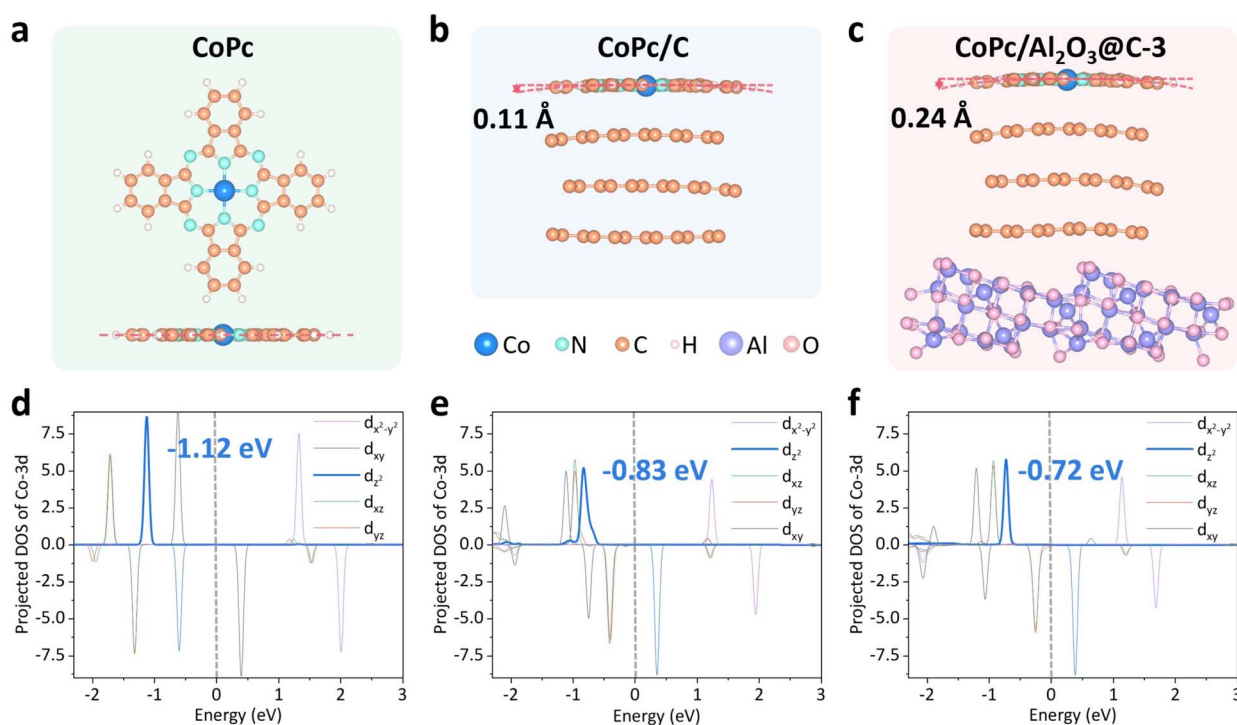 a
CoPc
b
CoPc/C
0.11 Å
c
CoPc/Al₂O₃@C-3
0.24 Å
Co N C H Al O
d
Projected DOS of Co-3d
7.5
5.0
2.5
0.0
-2.5
-5.0
-7.5
-1.12 eV
dx²-y²
dxy
dz²
dxz
dyz
-2 -1 0 1 2 3
Energy (eV)
e
Projected DOS of Co-3d
7.5
5.0
2.5
0.0
-2.5
-5.0
-7.5
-0.83 eV
dx²-y²
dz²
dxz
dyz
dxy
-2 -1 0 1 2 3
Energy (eV)
f
Projected DOS of Co-3d
7.5
5.0
2.5
0.0
-2.5
-5.0
-7.5
-0.72 eV
dx²-y²
dz²
dxz
dyz
dxy
-2 -1 0 1 2 3
Energy (eV)